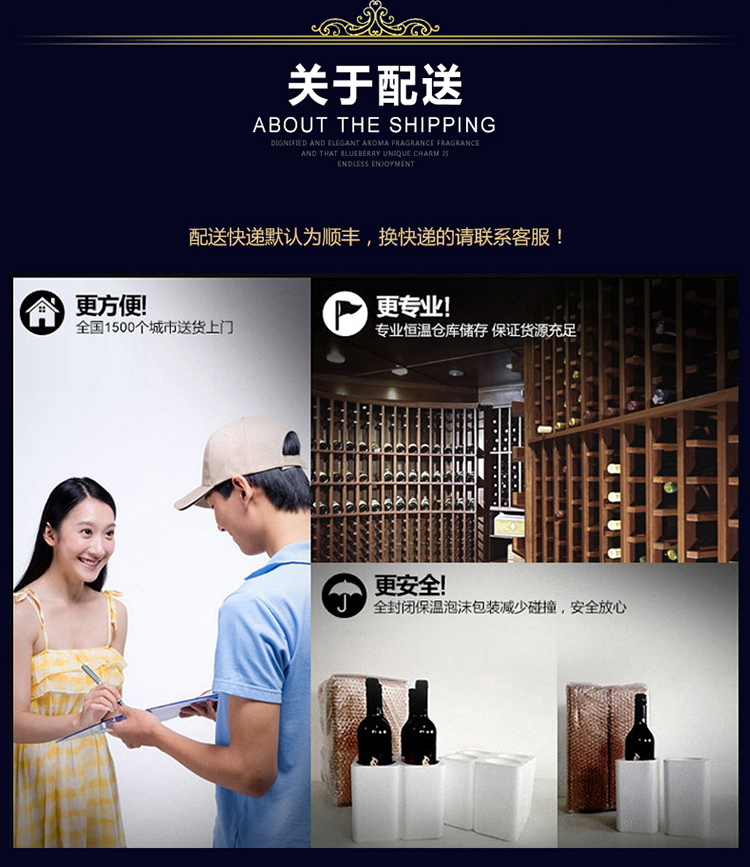 关于配送
ABOUT THE SHIPPING
DIGNIFIED AND ELEGANT AROMA FRAGRANCE FRAGRANCE
AND THAT BLUEBERRY UNIQUE CHARM IS
ENDLESS ENJOYMENT
配送快递默认为顺丰，换快递的请联系客服！
更方便!
全国1500个城市送货上门
更专业!
专业恒温仓库储存 保证货源充足
更安全!
全封闭保温泡沫包装减少碰撞，安全放心